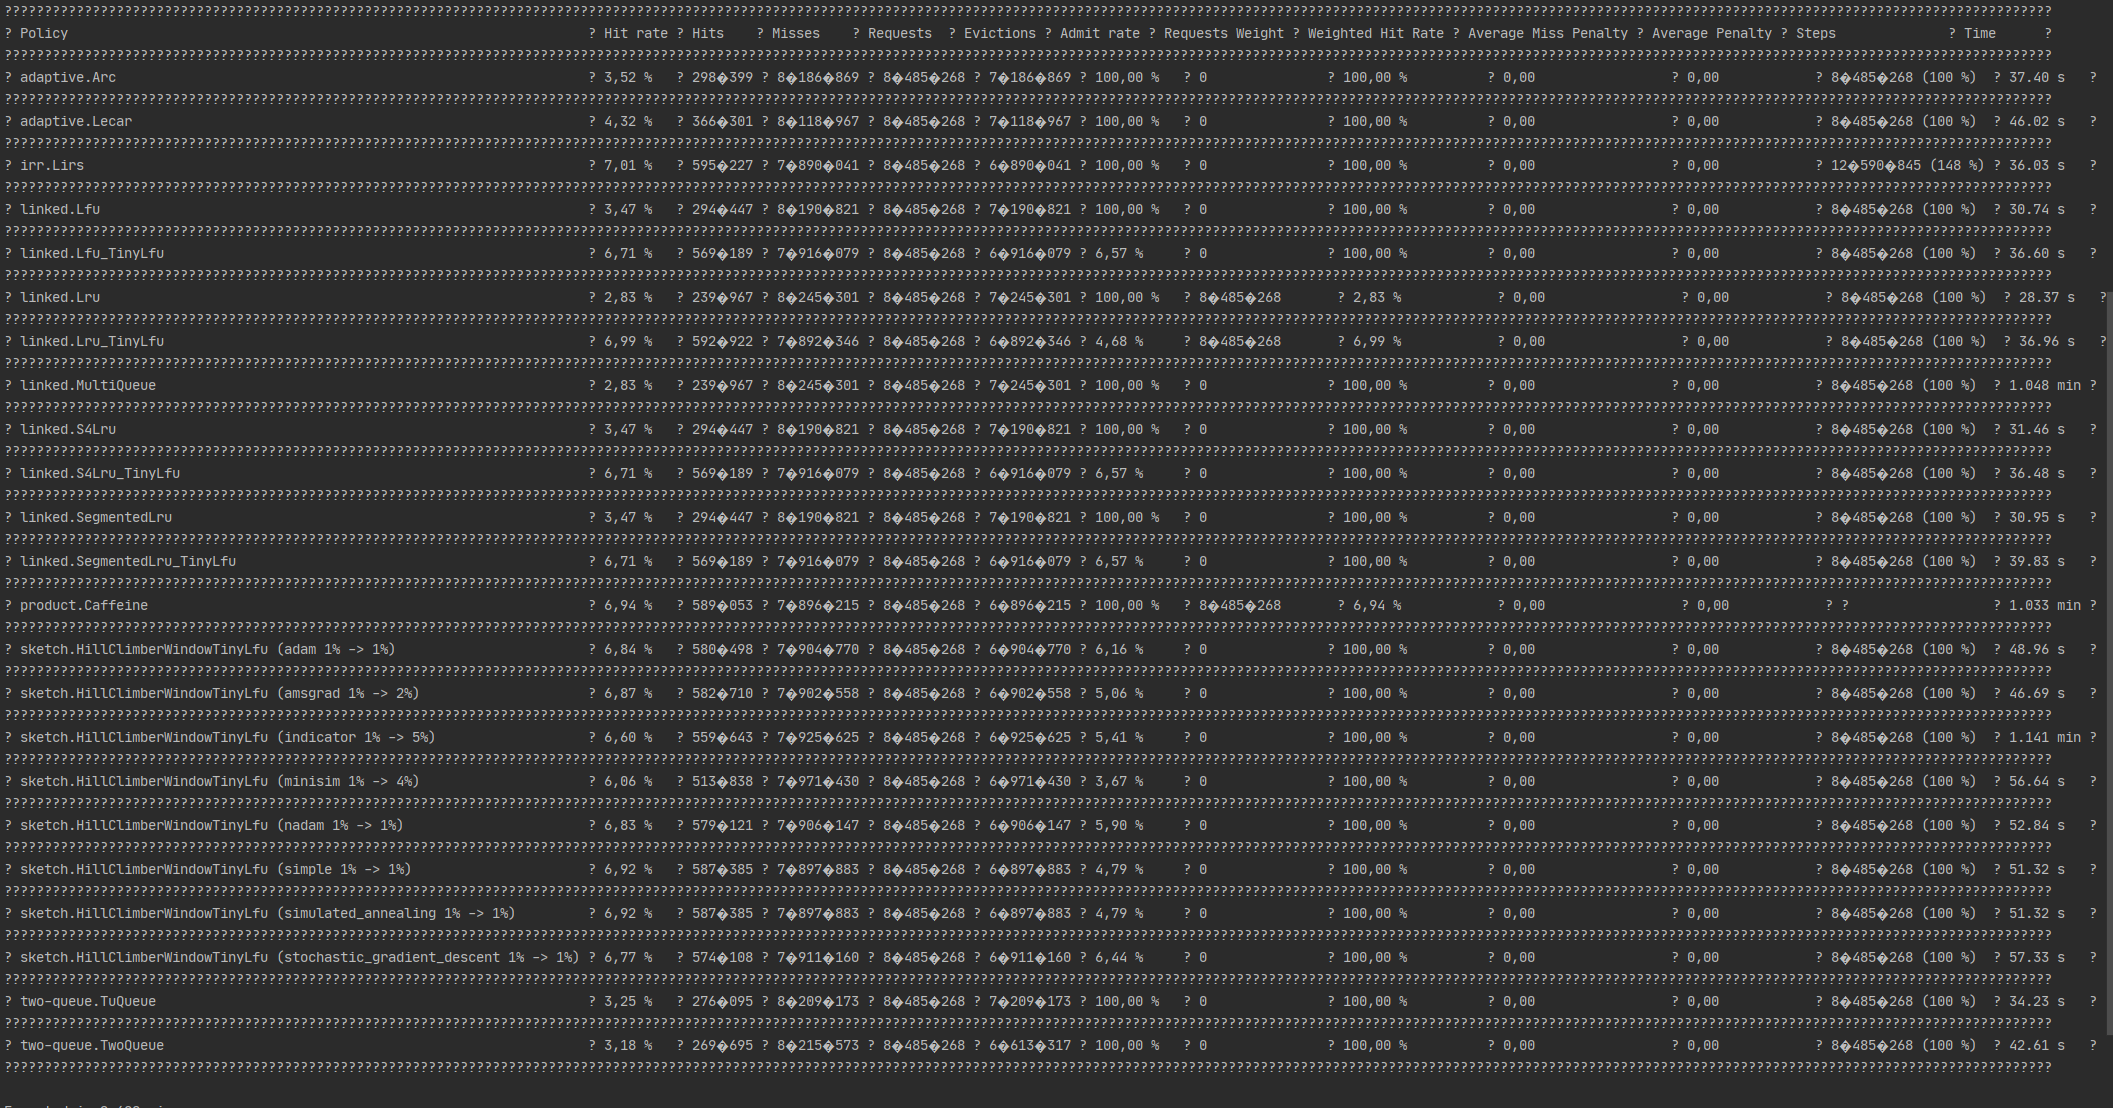 ? Policy ? Hit rate ? Hits ? Misses ? Requests ? Evictions ? Admit rate ? Requests Weight ? Weighted Hit Rate ? Average Miss Penalty ? Average Penalty ? Steps ? Time ?
? adaptive.Arc ? 3,52 % ? 298�399 ? 8�186�869 ? 8�485�268 ? 7�186�869 ? 100,00 % ? 0 ? 100,00 % ? 0,00 ? 0,00 ? 8�485�268 (100 %) ? 37.40 s ?
? adaptive.Lecar ? 4,32 % ? 366�301 ? 8�118�967 ? 8�485�268 ? 7�118�967 ? 100,00 % ? 0 ? 100,00 % ? 0,00 ? 0,00 ? 8�485�268 (100 %) ? 46.02 s ?
? irr.Lirs ? 7,01 % ? 595�227 ? 7�890�041 ? 8�485�268 ? 6�890�041 ? 100,00 % ? 0 ? 100,00 % ? 0,00 ? 0,00 ? 12�590�845 (148 %) ? 36.03 s ?
? linked.Lfu ? 3,47 % ? 294�447 ? 8�190�821 ? 8�485�268 ? 7�190�821 ? 100,00 % ? 0 ? 100,00 % ? 0,00 ? 0,00 ? 8�485�268 (100 %) ? 30.74 s ?
? linked.Lfu_TinyLfu ? 6,71 % ? 569�189 ? 7�916�079 ? 8�485�268 ? 6�916�079 ? 6,57 % ? 0 ? 100,00 % ? 0,00 ? 0,00 ? 8�485�268 (100 %) ? 36.60 s ?
? linked.Lru ? 2,83 % ? 239�967 ? 8�245�301 ? 8�485�268 ? 7�245�301 ? 100,00 % ? 8�485�268 ? 2,83 % ? 0,00 ? 0,00 ? 8�485�268 (100 %) ? 28.37 s ?
? linked.Lru_TinyLfu ? 6,99 % ? 592�922 ? 7�892�346 ? 8�485�268 ? 6�892�346 ? 4,68 % ? 8�485�268 ? 6,99 % ? 0,00 ? 0,00 ? 8�485�268 (100 %) ? 36.96 s ?
? linked.MultiQueue ? 2,83 % ? 239�967 ? 8�245�301 ? 8�485�268 ? 7�245�301 ? 100,00 % ? 0 ? 100,00 % ? 0,00 ? 0,00 ? 8�485�268 (100 %) ? 1.048 min ?
? linked.S4Lru ? 3,47 % ? 294�447 ? 8�190�821 ? 8�485�268 ? 7�190�821 ? 100,00 % ? 0 ? 100,00 % ? 0,00 ? 0,00 ? 8�485�268 (100 %) ? 31.46 s ?
? linked.S4Lru_TinyLfu ? 6,71 % ? 569�189 ? 7�916�079 ? 8�485�268 ? 6�916�079 ? 6,57 % ? 0 ? 100,00 % ? 0,00 ? 0,00 ? 8�485�268 (100 %) ? 36.48 s ?
? linked.SegmentedLru ? 3,47 % ? 294�447 ? 8�190�821 ? 8�485�268 ? 7�190�821 ? 100,00 % ? 0 ? 100,00 % ? 0,00 ? 0,00 ? 8�485�268 (100 %) ? 30.95 s ?
? linked.SegmentedLru_TinyLfu ? 6,71 % ? 569�189 ? 7�916�079 ? 8�485�268 ? 6�916�079 ? 6,57 % ? 0 ? 100,00 % ? 0,00 ? 0,00 ? 8�485�268 (100 %) ? 39.83 s ?
? product.Caffeine ? 6,94 % ? 589�053 ? 7�896�215 ? 8�485�268 ? 6�896�215 ? 100,00 % ? 8�485�268 ? 6,94 % ? 0,00 ? 0,00 ? ? ? 1.033 min ?
? sketch.HillClimberWindowTinyLfu (adam 1% -> 1%) ? 6,84 % ? 580�498 ? 7�904�770 ? 8�485�268 ? 6�904�770 ? 6,16 % ? 0 ? 100,00 % ? 0,00 ? 0,00 ? 8�485�268 (100 %) ? 48.96 s ?
? sketch.HillClimberWindowTinyLfu (amsgrad 1% -> 2%) ? 6,87 % ? 582�710 ? 7�902�558 ? 8�485�268 ? 6�902�558 ? 5,06 % ? 0 ? 100,00 % ? 0,00 ? 0,00 ? 8�485�268 (100 %) ? 46.69 s ?
? sketch.HillClimberWindowTinyLfu (indicator 1% -> 5%) ? 6,60 % ? 559�643 ? 7�925�625 ? 8�485�268 ? 6�925�625 ? 5,41 % ? 0 ? 100,00 % ? 0,00 ? 0,00 ? 8�485�268 (100 %) ? 1.141 min ?
? sketch.HillClimberWindowTinyLfu (minisim 1% -> 4%) ? 6,06 % ? 513�838 ? 7�971�430 ? 8�485�268 ? 6�971�430 ? 3,67 % ? 0 ? 100,00 % ? 0,00 ? 0,00 ? 8�485�268 (100 %) ? 56.64 s ?
? sketch.HillClimberWindowTinyLfu (nadam 1% -> 1%) ? 6,83 % ? 579�121 ? 7�906�147 ? 8�485�268 ? 6�906�147 ? 5,90 % ? 0 ? 100,00 % ? 0,00 ? 0,00 ? 8�485�268 (100 %) ? 52.84 s ?
? sketch.HillClimberWindowTinyLfu (simple 1% -> 1%) ? 6,92 % ? 587�385 ? 7�897�883 ? 8�485�268 ? 6�897�883 ? 4,79 % ? 0 ? 100,00 % ? 0,00 ? 0,00 ? 8�485�268 (100 %) ? 51.32 s ?
? sketch.HillClimberWindowTinyLfu (simulated_annealing 1% -> 1%) ? 6,92 % ? 587�385 ? 7�897�883 ? 8�485�268 ? 6�897�883 ? 4,79 % ? 0 ? 100,00 % ? 0,00 ? 0,00 ? 8�485�268 (100 %) ? 51.32 s ?
? sketch.HillClimberWindowTinyLfu (stochastic_gradient_descent 1% -> 1%) ? 6,77 % ? 574�108 ? 7�911�160 ? 8�485�268 ? 6�911�160 ? 6,44 % ? 0 ? 100,00 % ? 0,00 ? 0,00 ? 8�485�268 (100 %) ? 57.33 s ?
? two-queue.TuQueue ? 3,25 % ? 276�095 ? 8�209�173 ? 8�485�268 ? 7�209�173 ? 100,00 % ? 0 ? 100,00 % ? 0,00 ? 0,00 ? 8�485�268 (100 %) ? 34.23 s ?
? two-queue.TwoQueue ? 3,18 % ? 269�695 ? 8�215�573 ? 8�485�268 ? 6�613�317 ? 100,00 % ? 0 ? 100,00 % ? 0,00 ? 0,00 ? 8�485�268 (100 %) ? 42.61 s ?